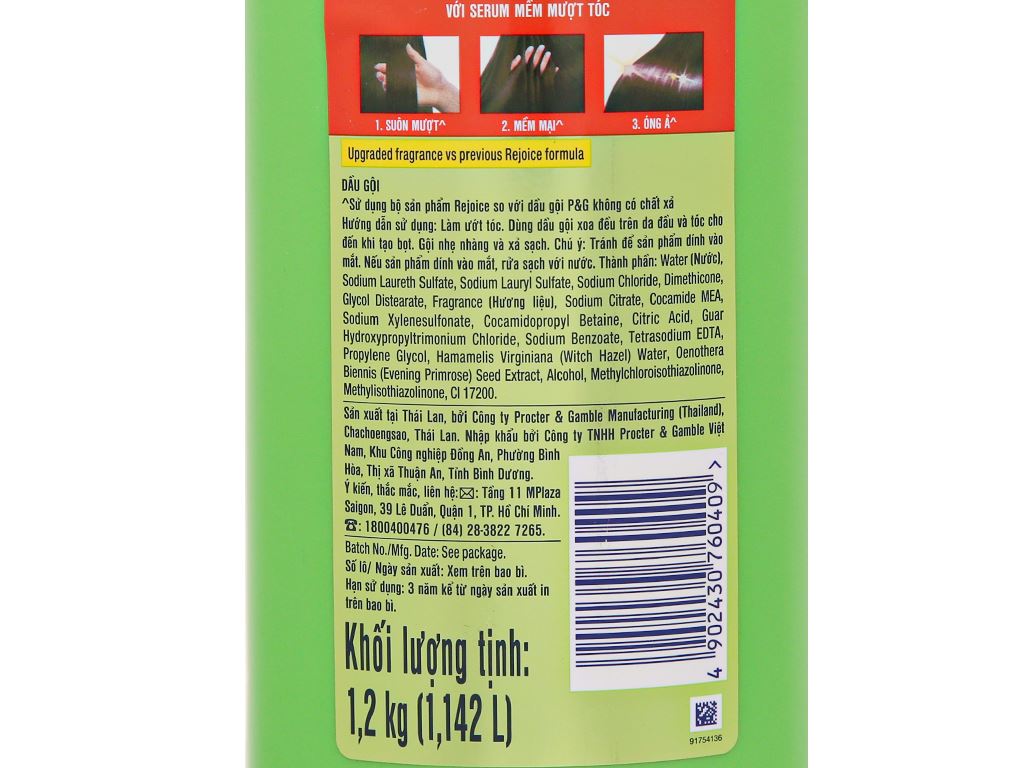 VỚI SERUM MỀM MƯỢT TÓC
1. SUÔN MƯỢT^
2. MỀM MẠI^
3. ÓNG Ả^
Upgraded fragrance vs previous Rejoice formula
DẦU GỘI
^Sử dụng bộ sản phẩm Rejoice so với dầu gội P&G không có chất xả
Hướng dẫn sử dụng: Làm ướt tóc. Dùng dầu gội xoa đều trên da đầu và tóc cho
đến khi tạo bọt. Gội nhẹ nhàng và xả sạch. Chú ý: Tránh để sản phẩm dính vào
mắt. Nếu sản phẩm dính vào mắt, rửa sạch với nước. Thành phần: Water (Nước),
Sodium Laureth Sulfate, Sodium Lauryl Sulfate, Sodium Chloride, Dimethicone,
Glycol Distearate, Fragrance (Hương liệu), Sodium Citrate, Cocamide MEA,
Sodium Xylenesulfonate, Cocamidopropyl Betaine, Citric Acid, Guar
Hydroxypropyltrimonium Chloride, Sodium Benzoate, Tetrasodium EDTA,
Propylene Glycol, Hamamelis Virginiana (Witch Hazel) Water, Oenothera
Biennis (Evening Primrose) Seed Extract, Alcohol, Methylchloroisothiazolinone,
Methylisothiazolinone, CI 17200.
Sản xuất tại Thái Lan, bởi Công ty Procter & Gamble Manufacturing (Thailand),
Chachoengsao, Thái Lan. Nhập khẩu bởi Công ty TNHH Procter & Gamble Việt
Nam, Khu Công nghiệp Đồng An, Phường Bình
Hòa, Thị xã Thuận An, Tỉnh Bình Dương.
Ý kiến, thắc mắc, liên hệ:✉: Tầng 11 MPlaza
Saigon, 39 Lê Duẩn, Quận 1, TP. Hồ Chí Minh.
☎: 1800400476 / (84) 28-3822 7265.
Batch No./Mfg. Date: See package.
Số lô/ Ngày sản xuất: Xem trên bao bì.
Hạn sử dụng: 3 năm kể từ ngày sản xuất in
trên bao bì.
Khối lượng tịnh:
1,2 kg (1,142 L)
4 902430 760409 >
91754136